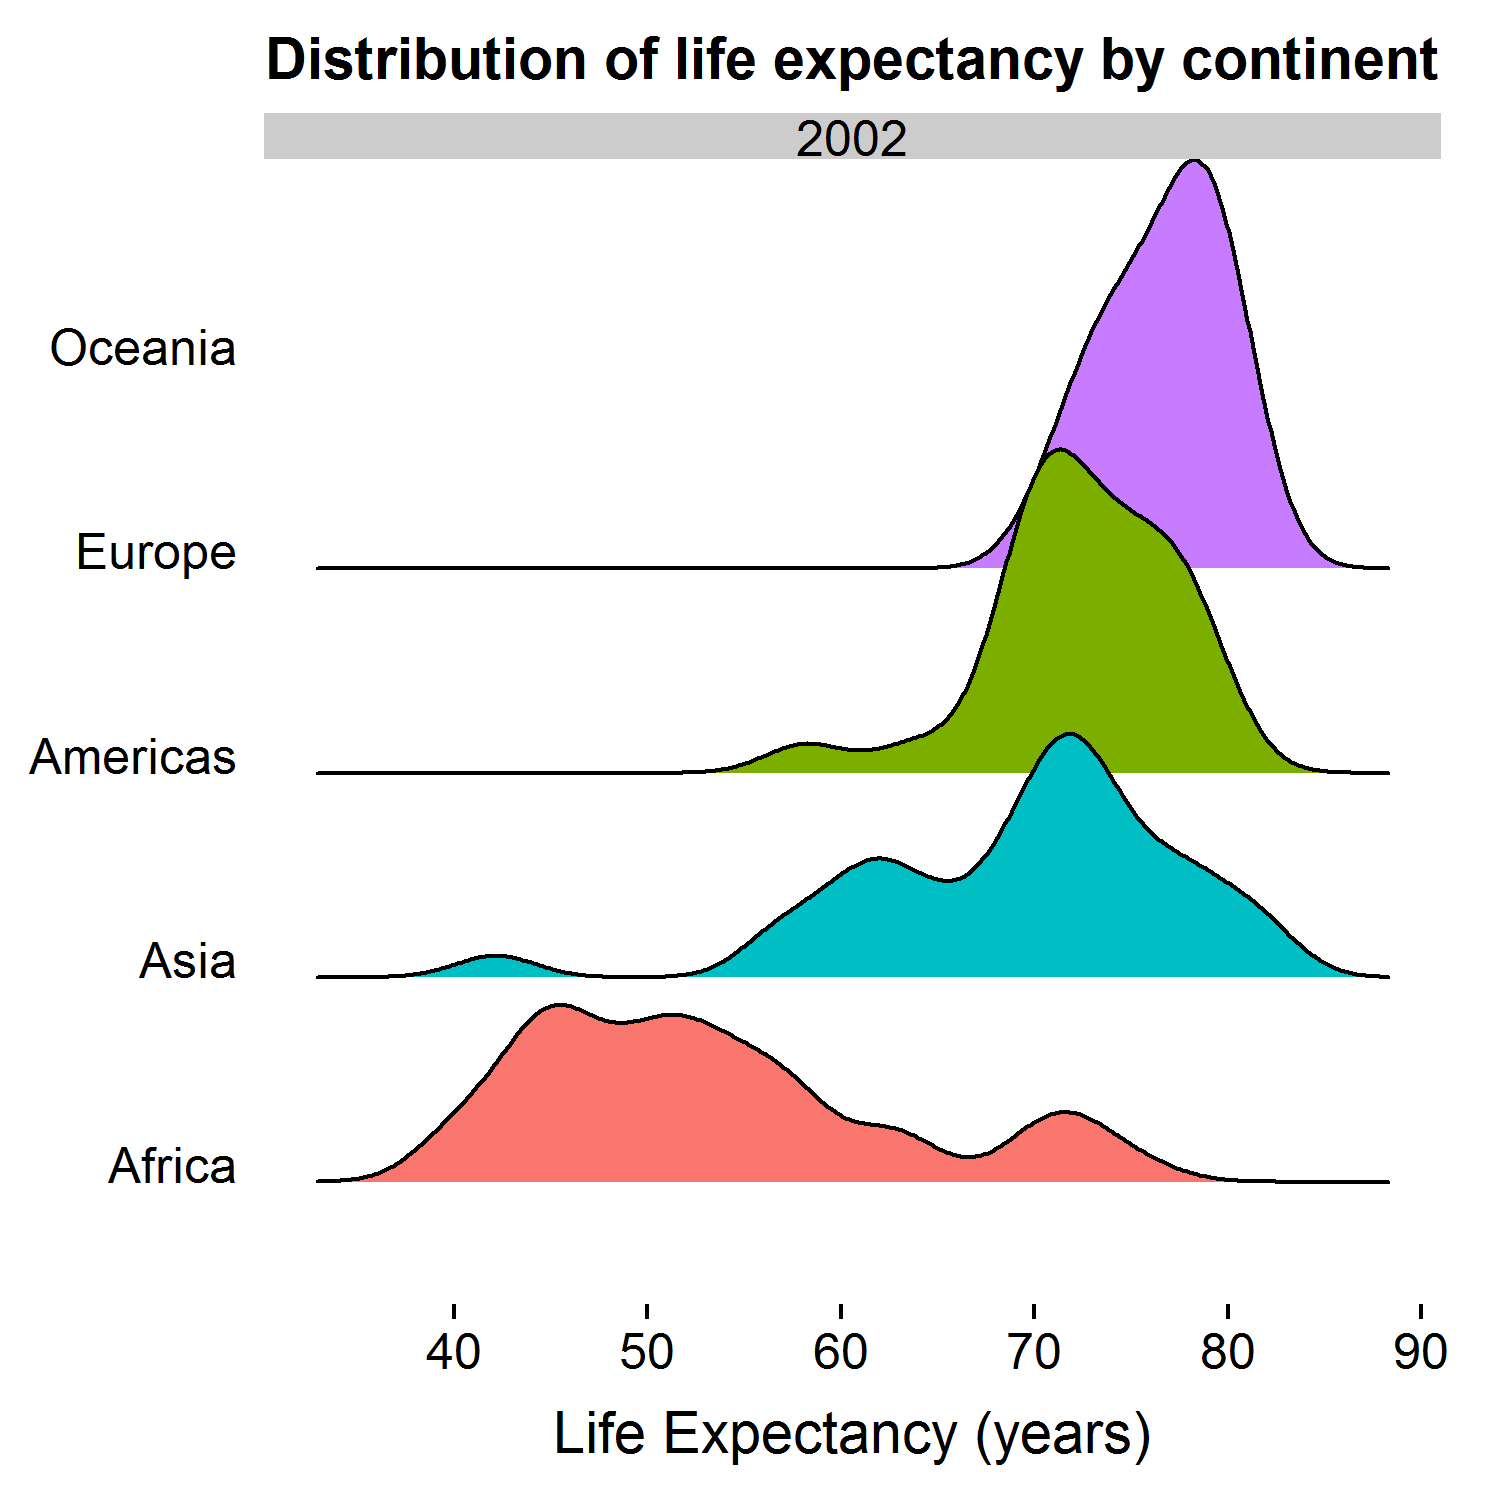 Distribution of life expectancy by continent
2002
Oceania
Europe
Americas
Asia
Africa
40 50 60 70 80 90
Life Expectancy (years)